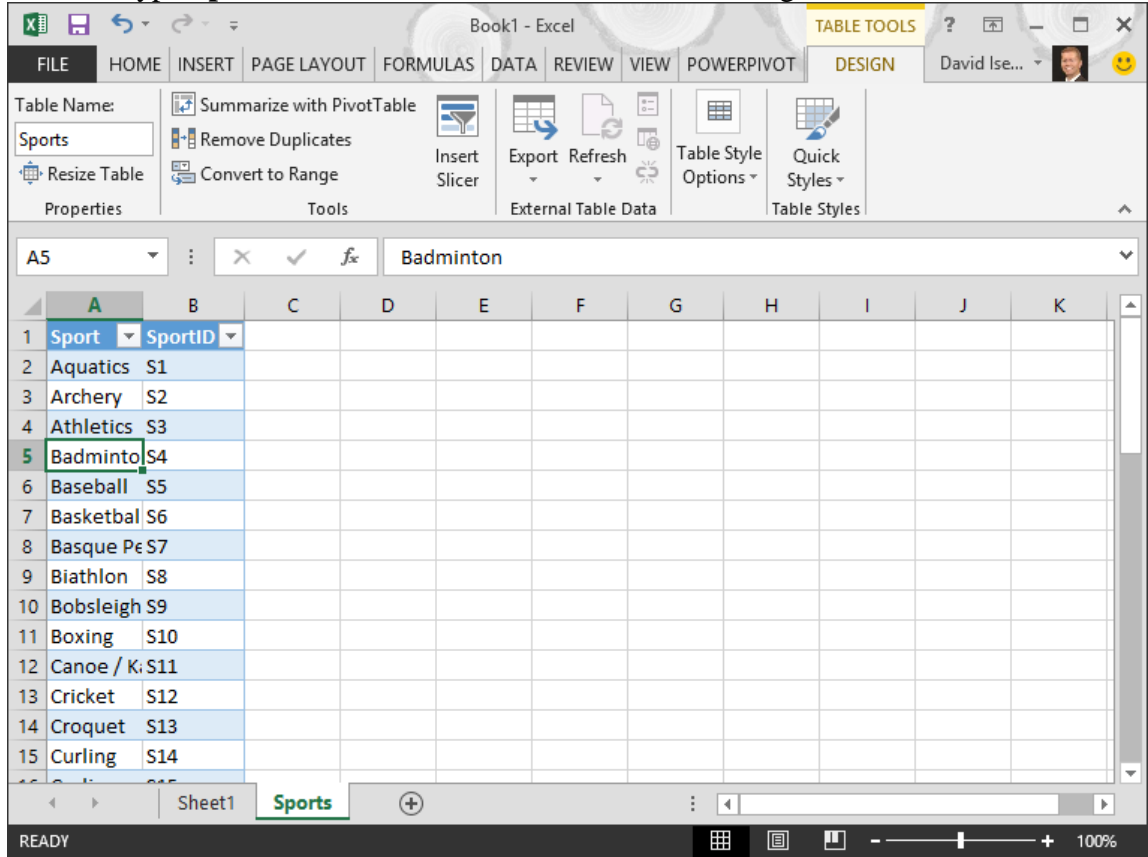 Book1 - Excel
TABLE TOOLS
?
FILE HOME INSERT PAGE LAYOUT FORMULAS DATA REVIEW VIEW POWERPIVOT DESIGN David Ise...
Table Name:
Sports
Resize Table
Properties
Summarize with PivotTable
Remove Duplicates
Convert to Range
Tools
Insert
Slicer
Export Refresh
External Table Data
Table Style
Options
Quick
Styles
Table Styles
A5 fx Badminton
A B C D E F G H I J K
1 Sport SportID
2 Aquatics S1
3 Archery S2
4 Athletics S3
5 Badminto S4
6 Baseball S5
7 Basketbal S6
8 Basque Pe S7
9 Biathlon S8
10 Bobsleigh S9
11 Boxing S10
12 Canoe / Ka S11
13 Cricket S12
14 Croquet S13
15 Curling S14
Sheet1 Sports
READY 100%